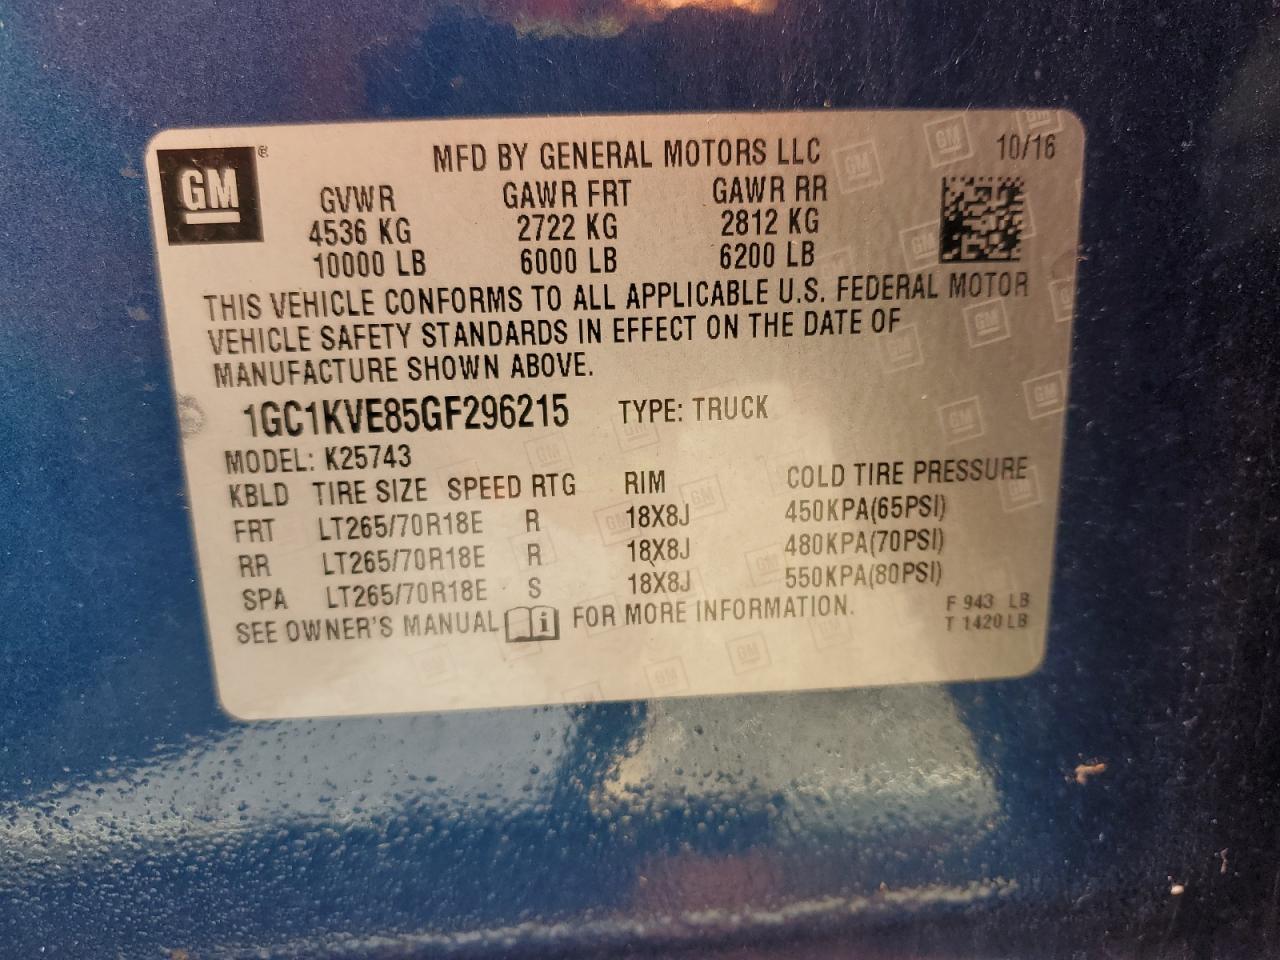 GM ®
MFD BY GENERAL MOTORS LLC 10/16
GVWR GAWR FRT GAWR RR
4536 KG 2722 KG 2812 KG
10000 LB 6000 LB 6200 LB
THIS VEHICLE CONFORMS TO ALL APPLICABLE U.S. FEDERAL MOTOR
VEHICLE SAFETY STANDARDS IN EFFECT ON THE DATE OF
MANUFACTURE SHOWN ABOVE.
1GC1KVE85GF296215 TYPE: TRUCK
MODEL: K25743
KBLD TIRE SIZE SPEED RTG RIM COLD TIRE PRESSURE
FRT LT265/70R18E R 18X8J 450KPA(65PSI)
RR LT265/70R18E R 18X8J 480KPA(70PSI)
SPA LT265/70R18E S 18X8J 550KPA(80PSI)
SEE OWNER'S MANUAL i FOR MORE INFORMATION.
F 943 LB
T 1420 LB